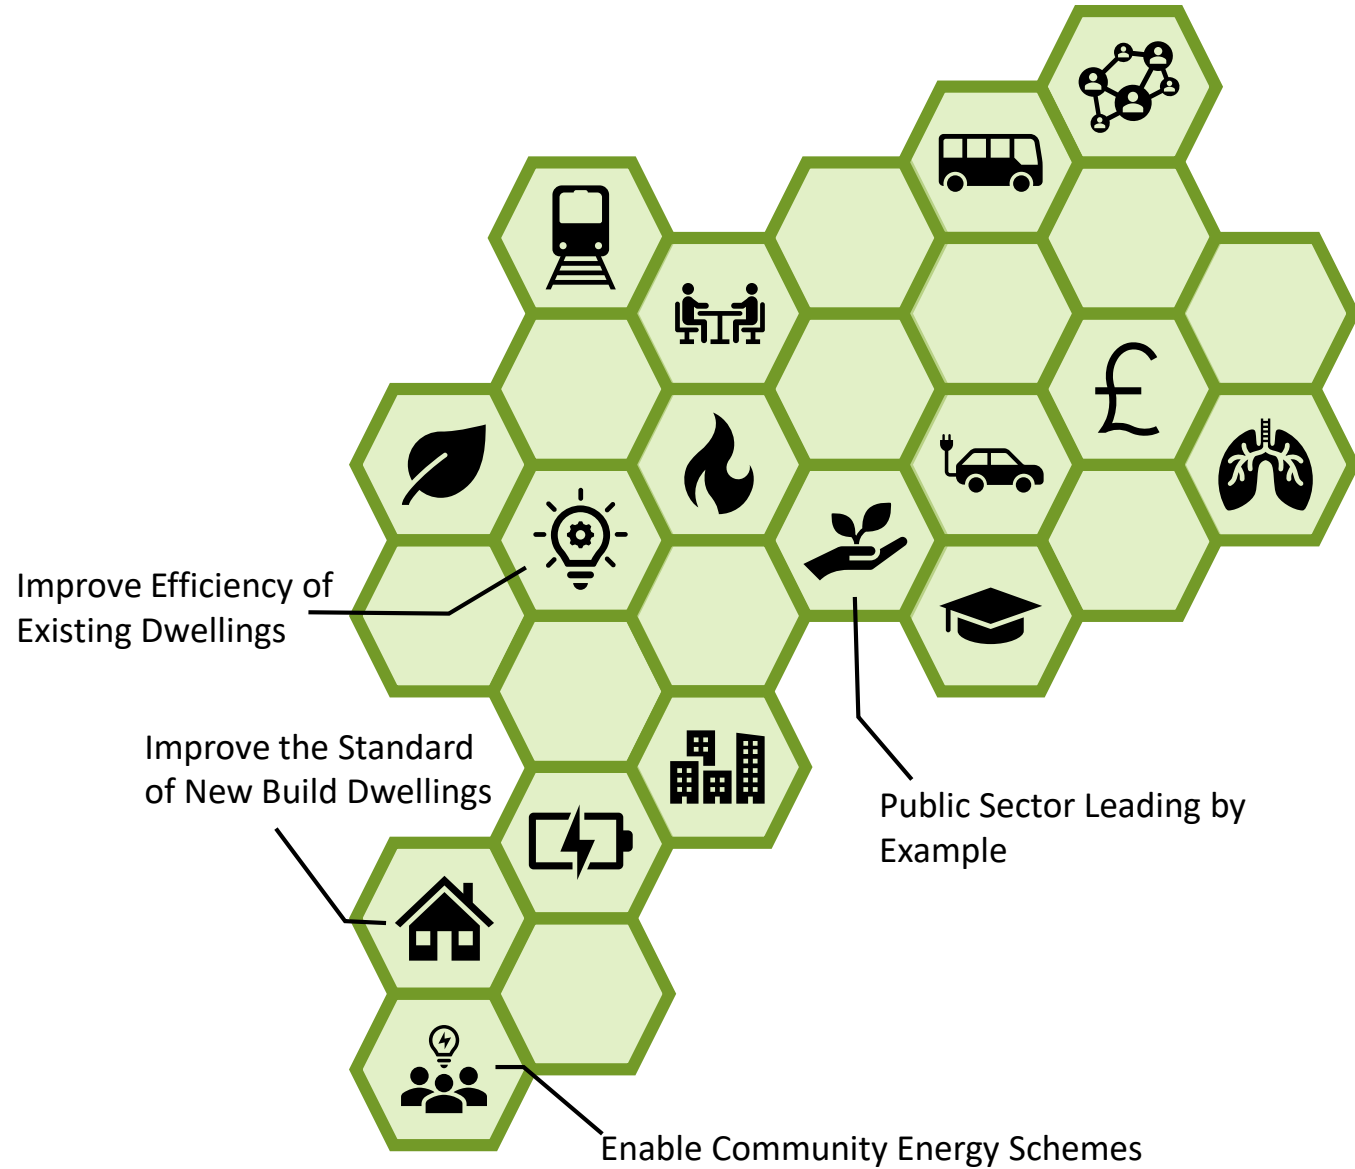 £
Improve Efficiency of
Existing Dwellings
Improve the Standard
of New Build Dwellings
Public Sector Leading by
Example
Enable Community Energy Schemes